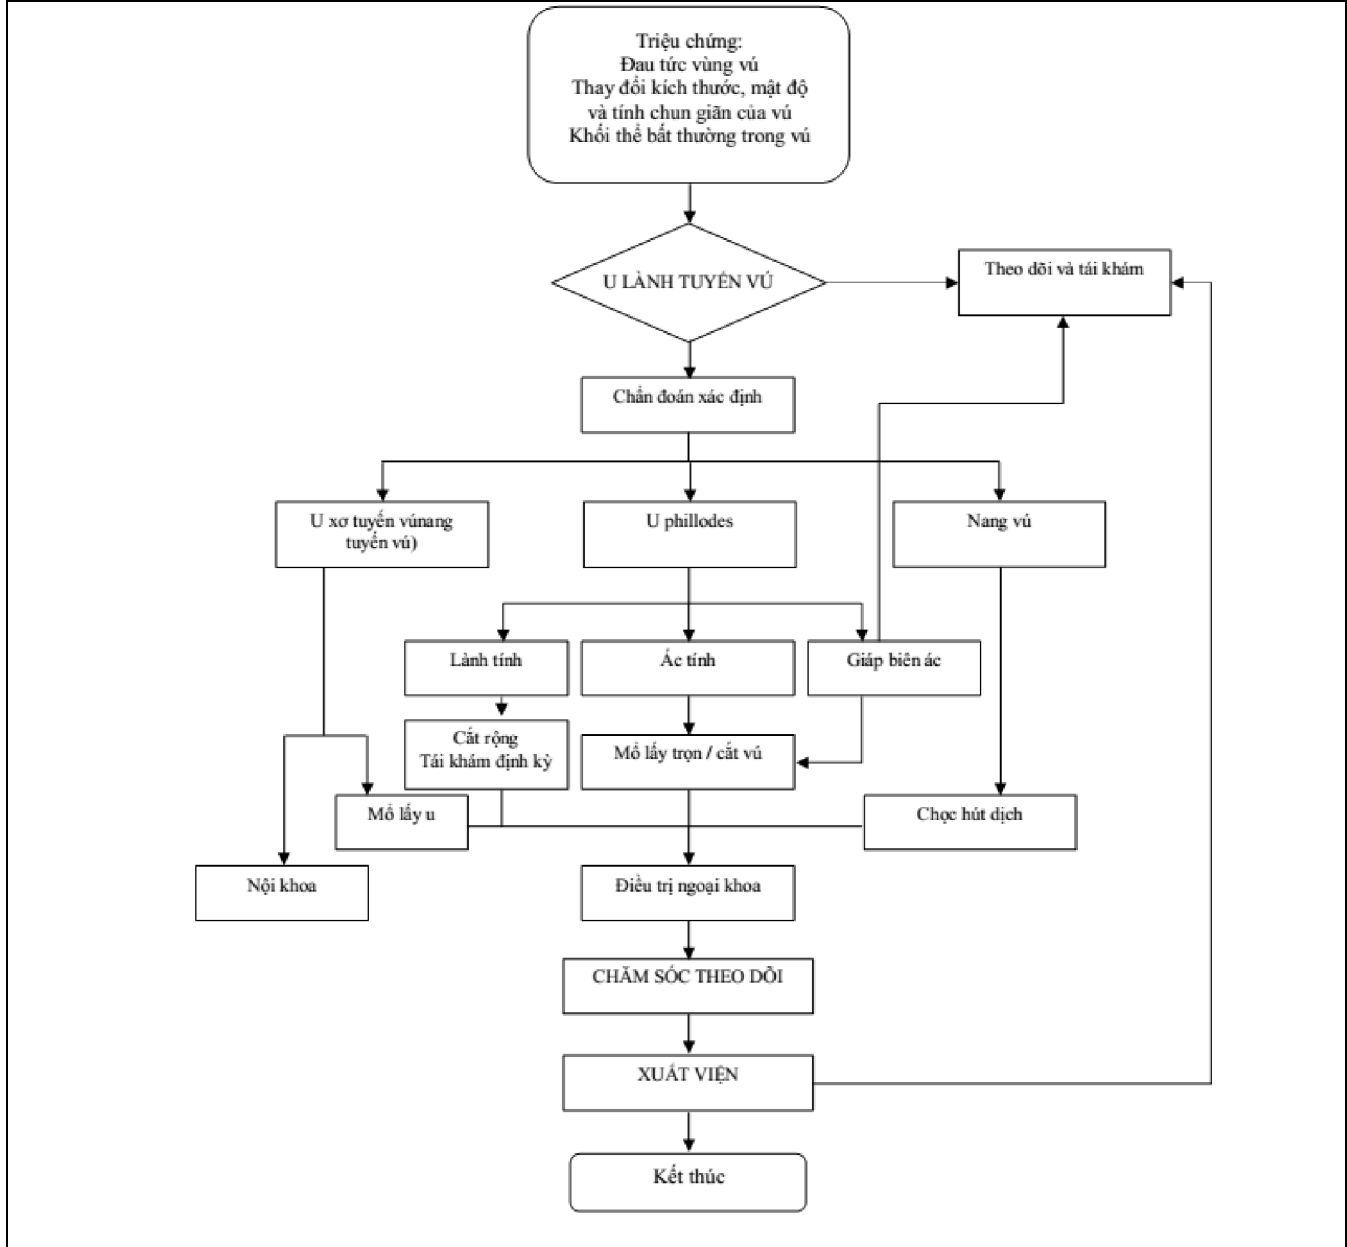 Triệu chứng:
Đau tức vùng vú
Thay đổi kích thước, mật độ
và tính chun giãn của vú
Khối thể bất thường trong vú
U LÀNH TUYẾN VÚ
Theo dõi và tái khám
Chẩn đoán xác định
U xơ tuyến vúnang
tuyến vú)
U phillodes
Nang vú
Lành tính
Ác tính
Giáp biên ác
Cắt rộng
Tái khám định kỳ
Mổ lấy trọn / cắt vú
Mổ lấy u
Chọc hút dịch
Nội khoa
Điều trị ngoại khoa
CHĂM SÓC THEO DÕI
XUẤT VIỆN
Kết thúc